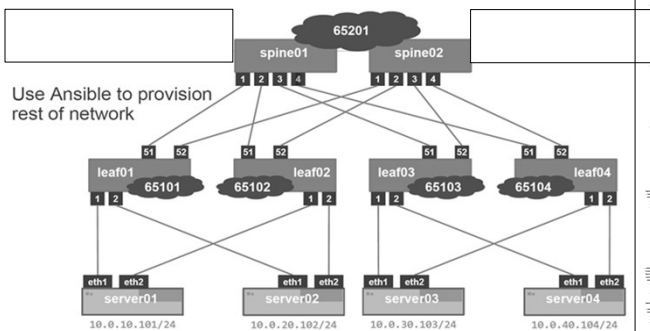 65201
spine01 spine02
1 2 3 4 1 2 3 4
Use Ansible to provision
rest of network
51 52 51 52 51 52 51 52
leaf01 leaf02 leaf03 leaf04
65101 65102 65103 65104
1 2 1 2 1 2 1 2
eth1 eth2 eth1 eth2 eth1 eth2 eth1 eth2
server01 server02 server03 server04
10.0.10.101/24 10.0.20.102/24 10.0.30.103/24 10.0.40.104/24